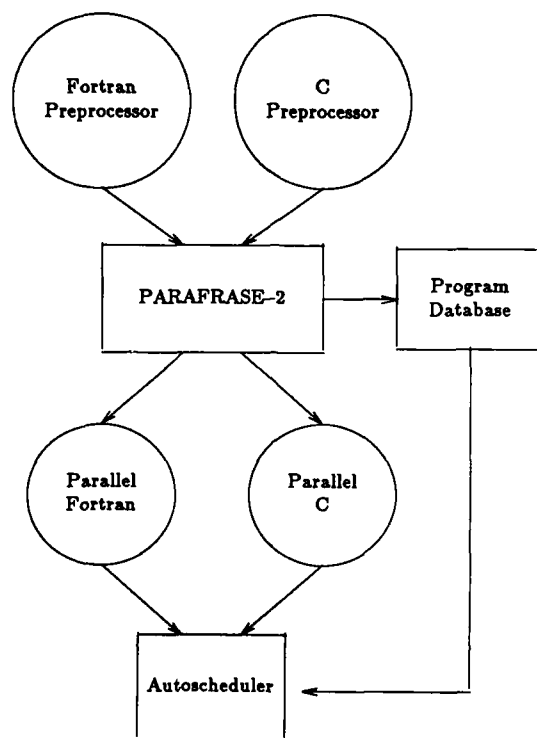 Fortran
Preprocessor
C
Preprocessor
PARAFRASE–2
Program
Database
Parallel
Fortran
Parallel
C
Autoscheduler